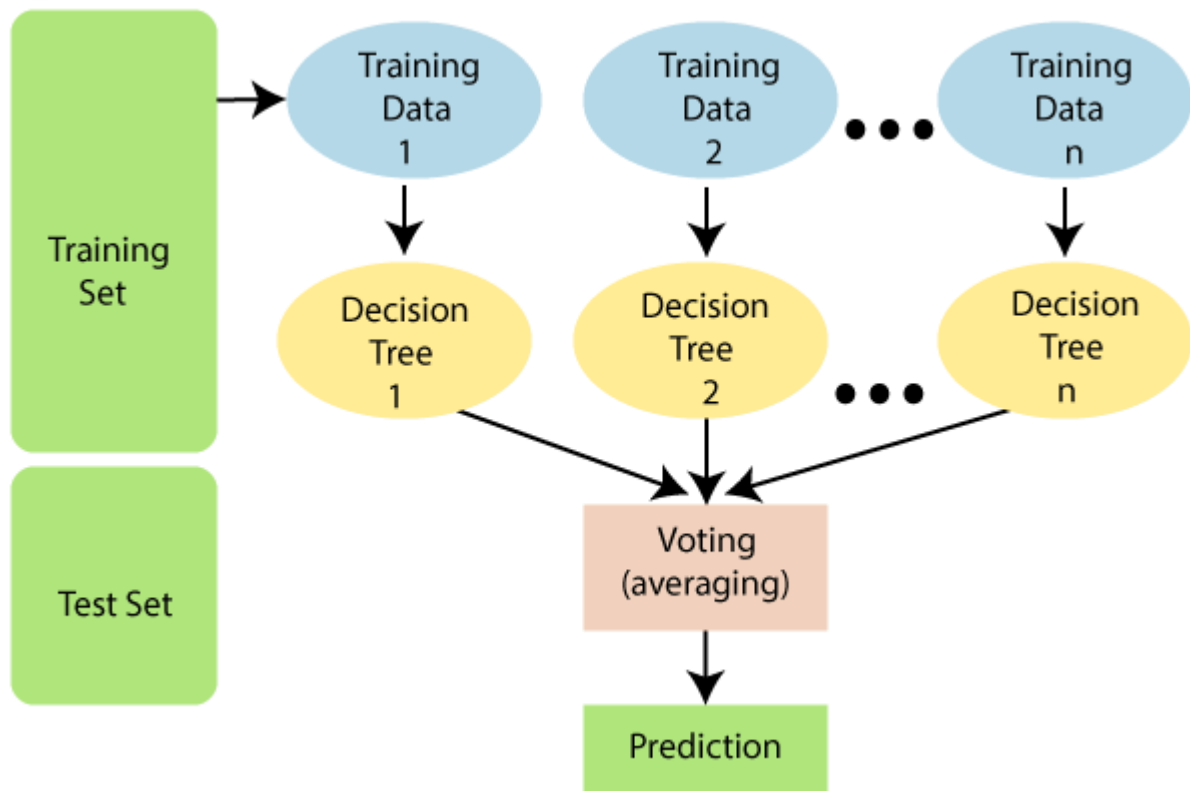 Training
Set
Test Set
Training
Data
1
Training
Data
2
Training
Data
n
Decision
Tree
1
Decision
Tree
2
Decision
Tree
n
Voting
(averaging)
Prediction